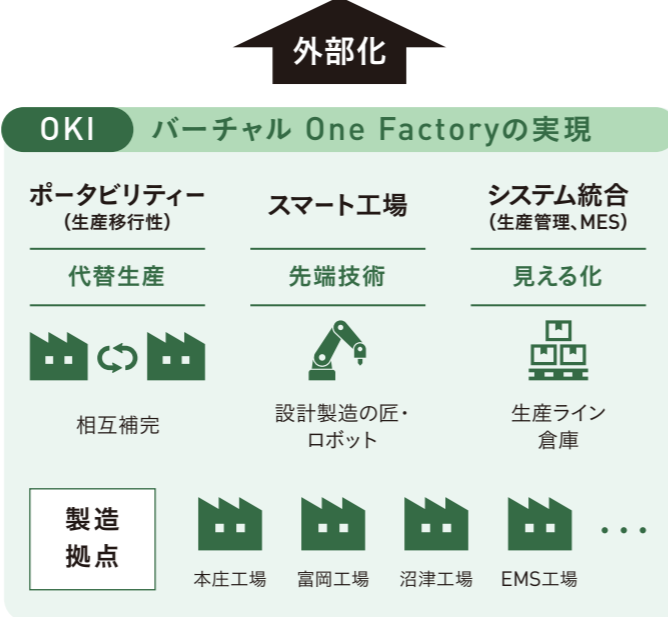 外部化
OKI バーチャル One Factoryの実現
ポータビリティー
(生産移行性)
スマート工場
システム統合
(生産管理、MES)
代替生産
先端技術
見える化
相互補完
設計製造の匠・
ロボット
生産ライン
倉庫
製造
拠点
本庄工場
富岡工場
沼津工場
EMS工場
・・・